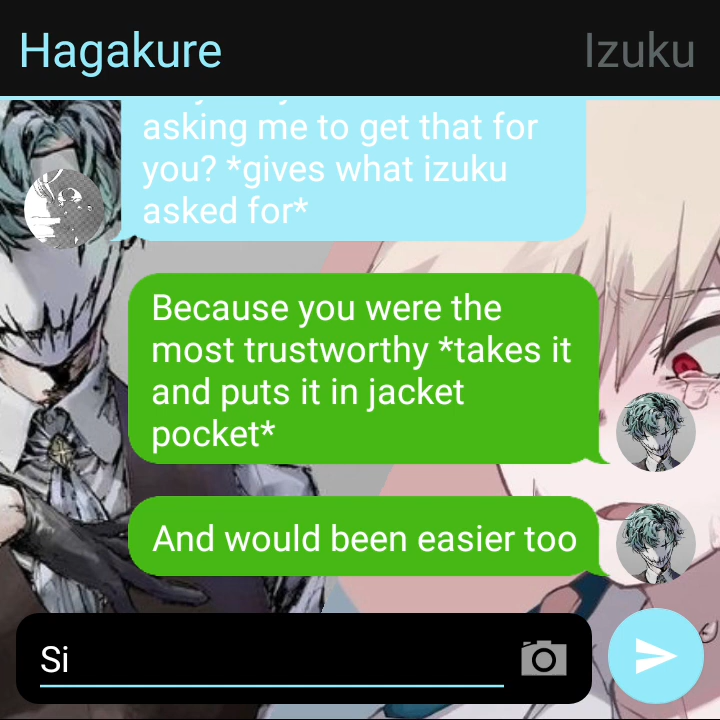 Hagakure
Izuku
asking me to get that for
you? *gives what izuku
asked for*
Because you were the
most trustworthy *takes it
and puts it in jacket
pocket*
And would been easier too
Si